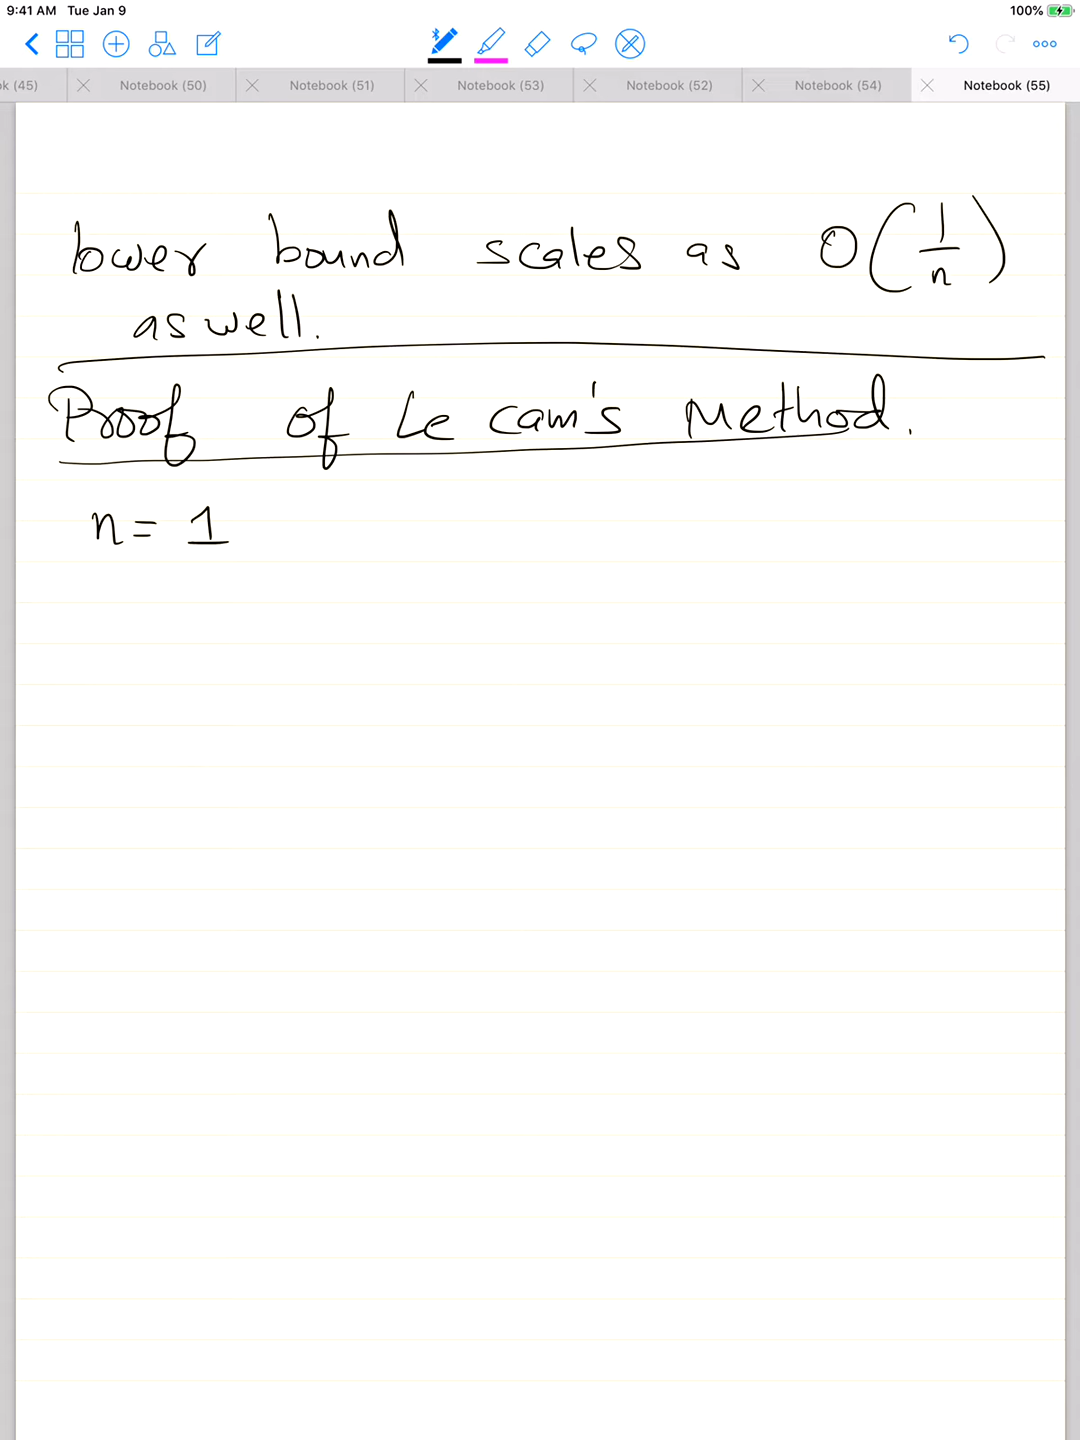 9:41 AM Tue Jan 9 100%
ok (45) Notebook (50) Notebook (51) Notebook (53) Notebook (52) Notebook (54) Notebook (55)
lower bound scales as O(1/n)
as well.
Proof of Le Cam's Method.
n = 1